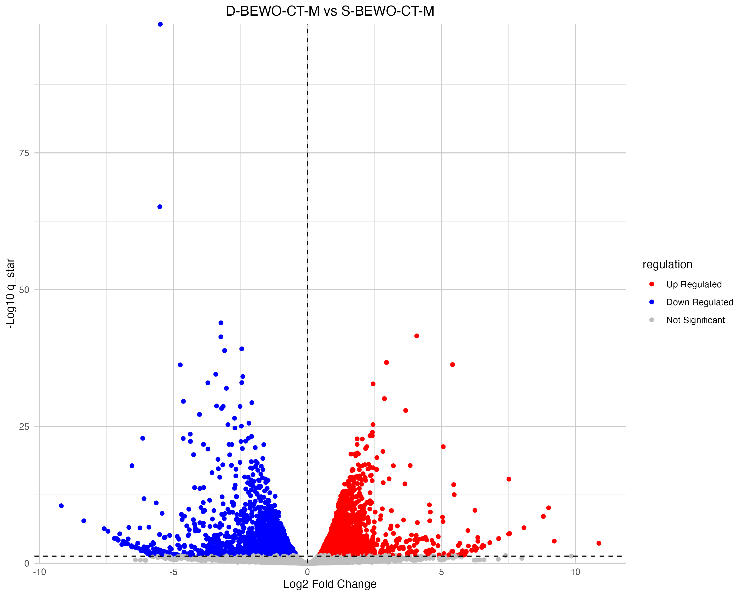 D-BEWO-CT-M vs S-BEWO-CT-M
-Log10 q_star
75
50
25
0
-10
-5
0
5
10
Log2 Fold Change
regulation
Up Regulated
Down Regulated
Not Significant